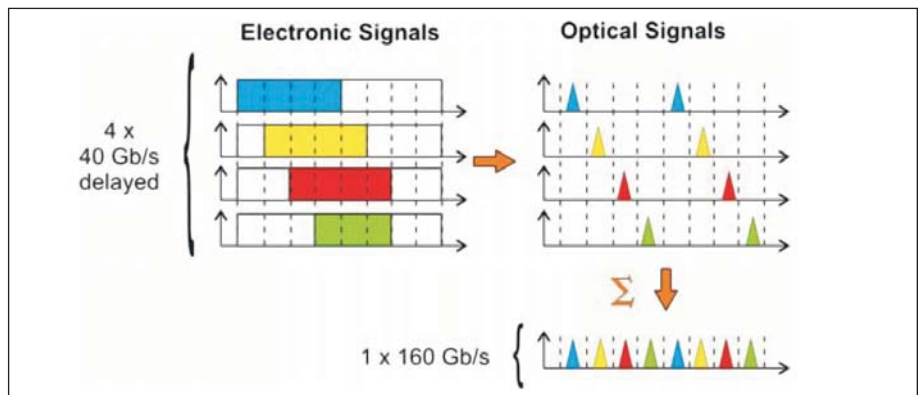 Electronic Signals
Optical Signals
4 x
40 Gb/s
delayed
Σ
1 x 160 Gb/s